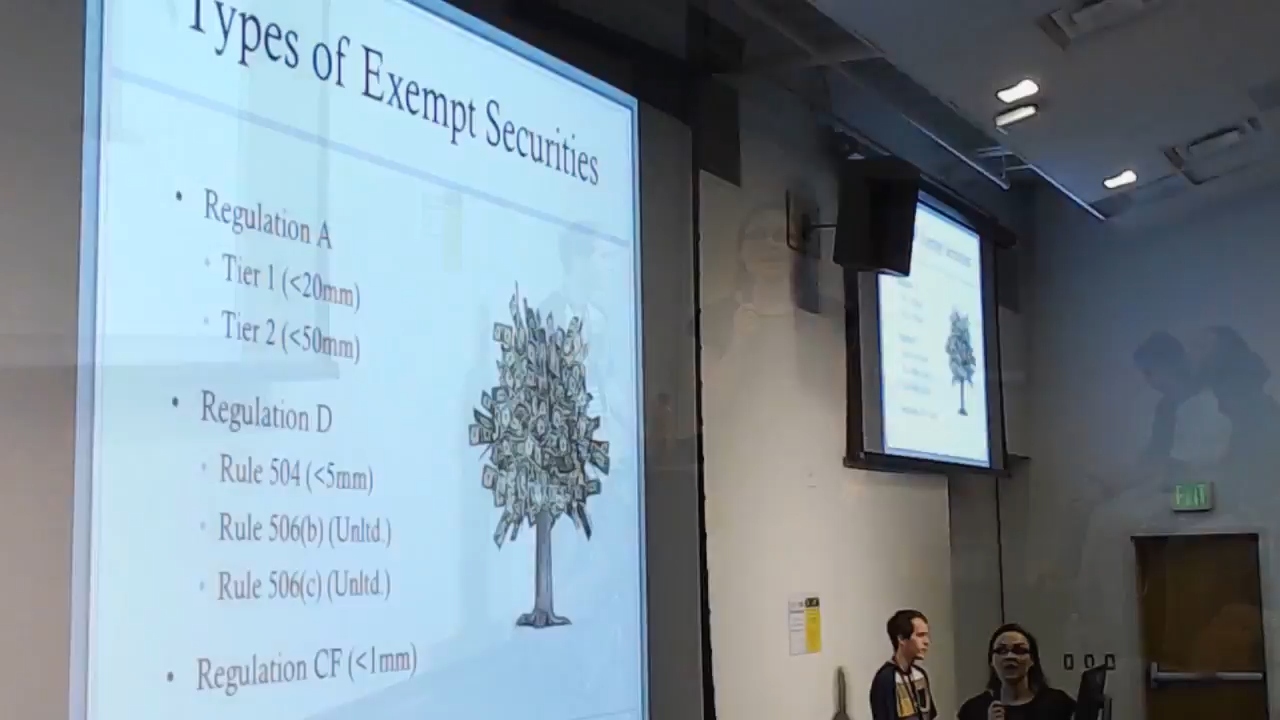 Types of Exempt Securities
• Regulation A
• Tier 1 (<20mm)
• Tier 2 (<50mm)
• Regulation D
• Rule 504 (<5mm)
• Rule 506(b) (Unltd.)
• Rule 506(c) (Unltd.)
• Regulation CF (<1mm)
EXIT